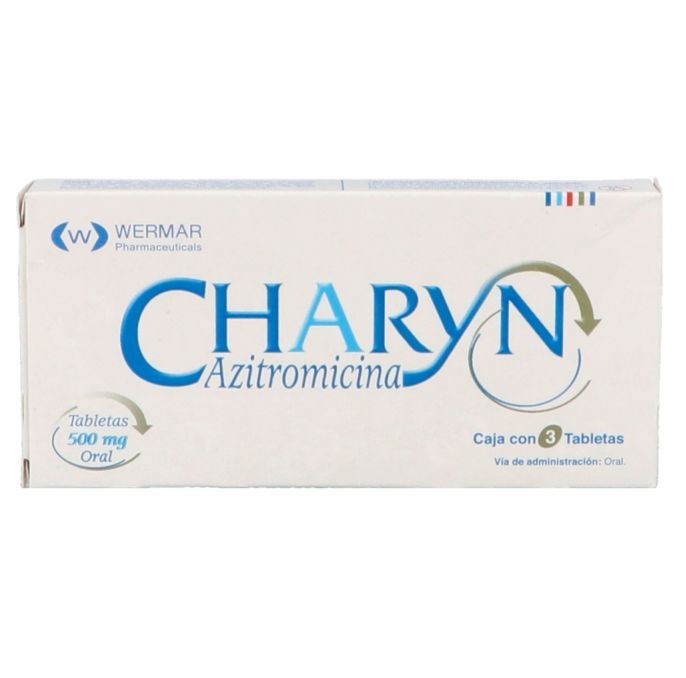 WERMAR
Pharmaceuticals
CHARYN
Azitromicina
Tabletas
500 mg
Oral
Caja con 3 Tabletas
Vía de administración: Oral.